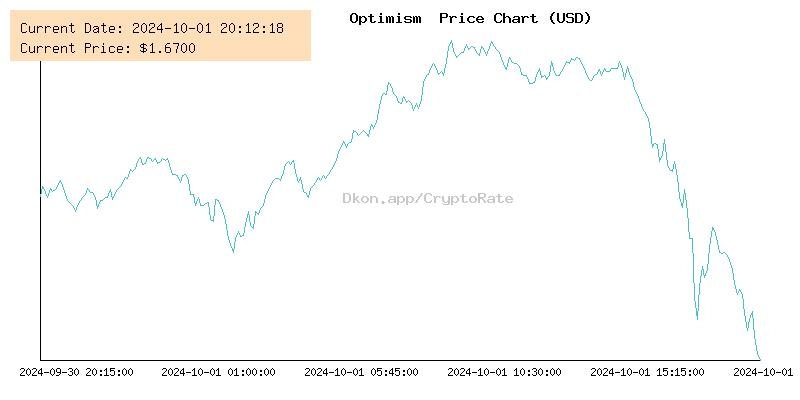 Optimism  Price Chart (USD)
Current Date: 2024-10-01 20:12:18
Current Price: $1.6700
Dkon.app/CryptoRate
2024-09-30 20:15:00 2024-10-01 01:00:00 2024-10-01 05:45:00 2024-10-01 10:30:00 2024-10-01 15:15:00 2024-10-01